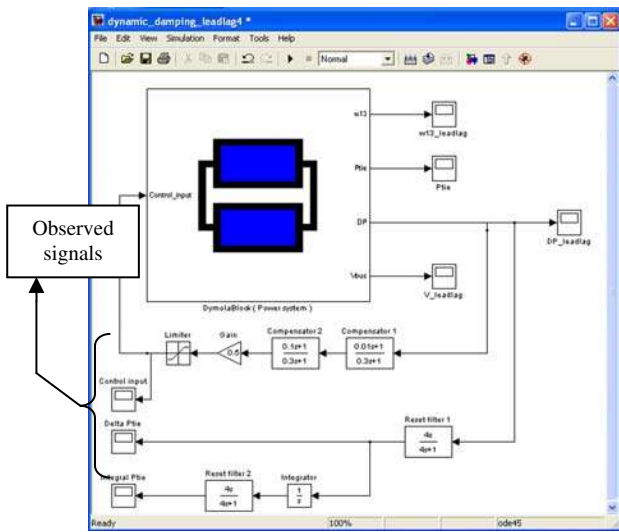 dynamic_damping_leadlag4 *
File Edit View Simulation Format Tools Help
Normal
w13
w13_leadlag
Ptie
Ptie
Control_input
DP
DP_leadlag
Vbus
V_leadlag
DymolaBlock ( Power system )
Observed
signals
Limiter
Gain
Compensator 2
Compensator 1
0.5
0.1s+1
0.3s+1
0.01s+1
0.3s+1
Control input
Delta Ptie
Reset filter 1
4s
4s+1
Integral Ptie
Reset filter 2
4s
4s+1
Integrator
1
s
Ready
100%
ode45